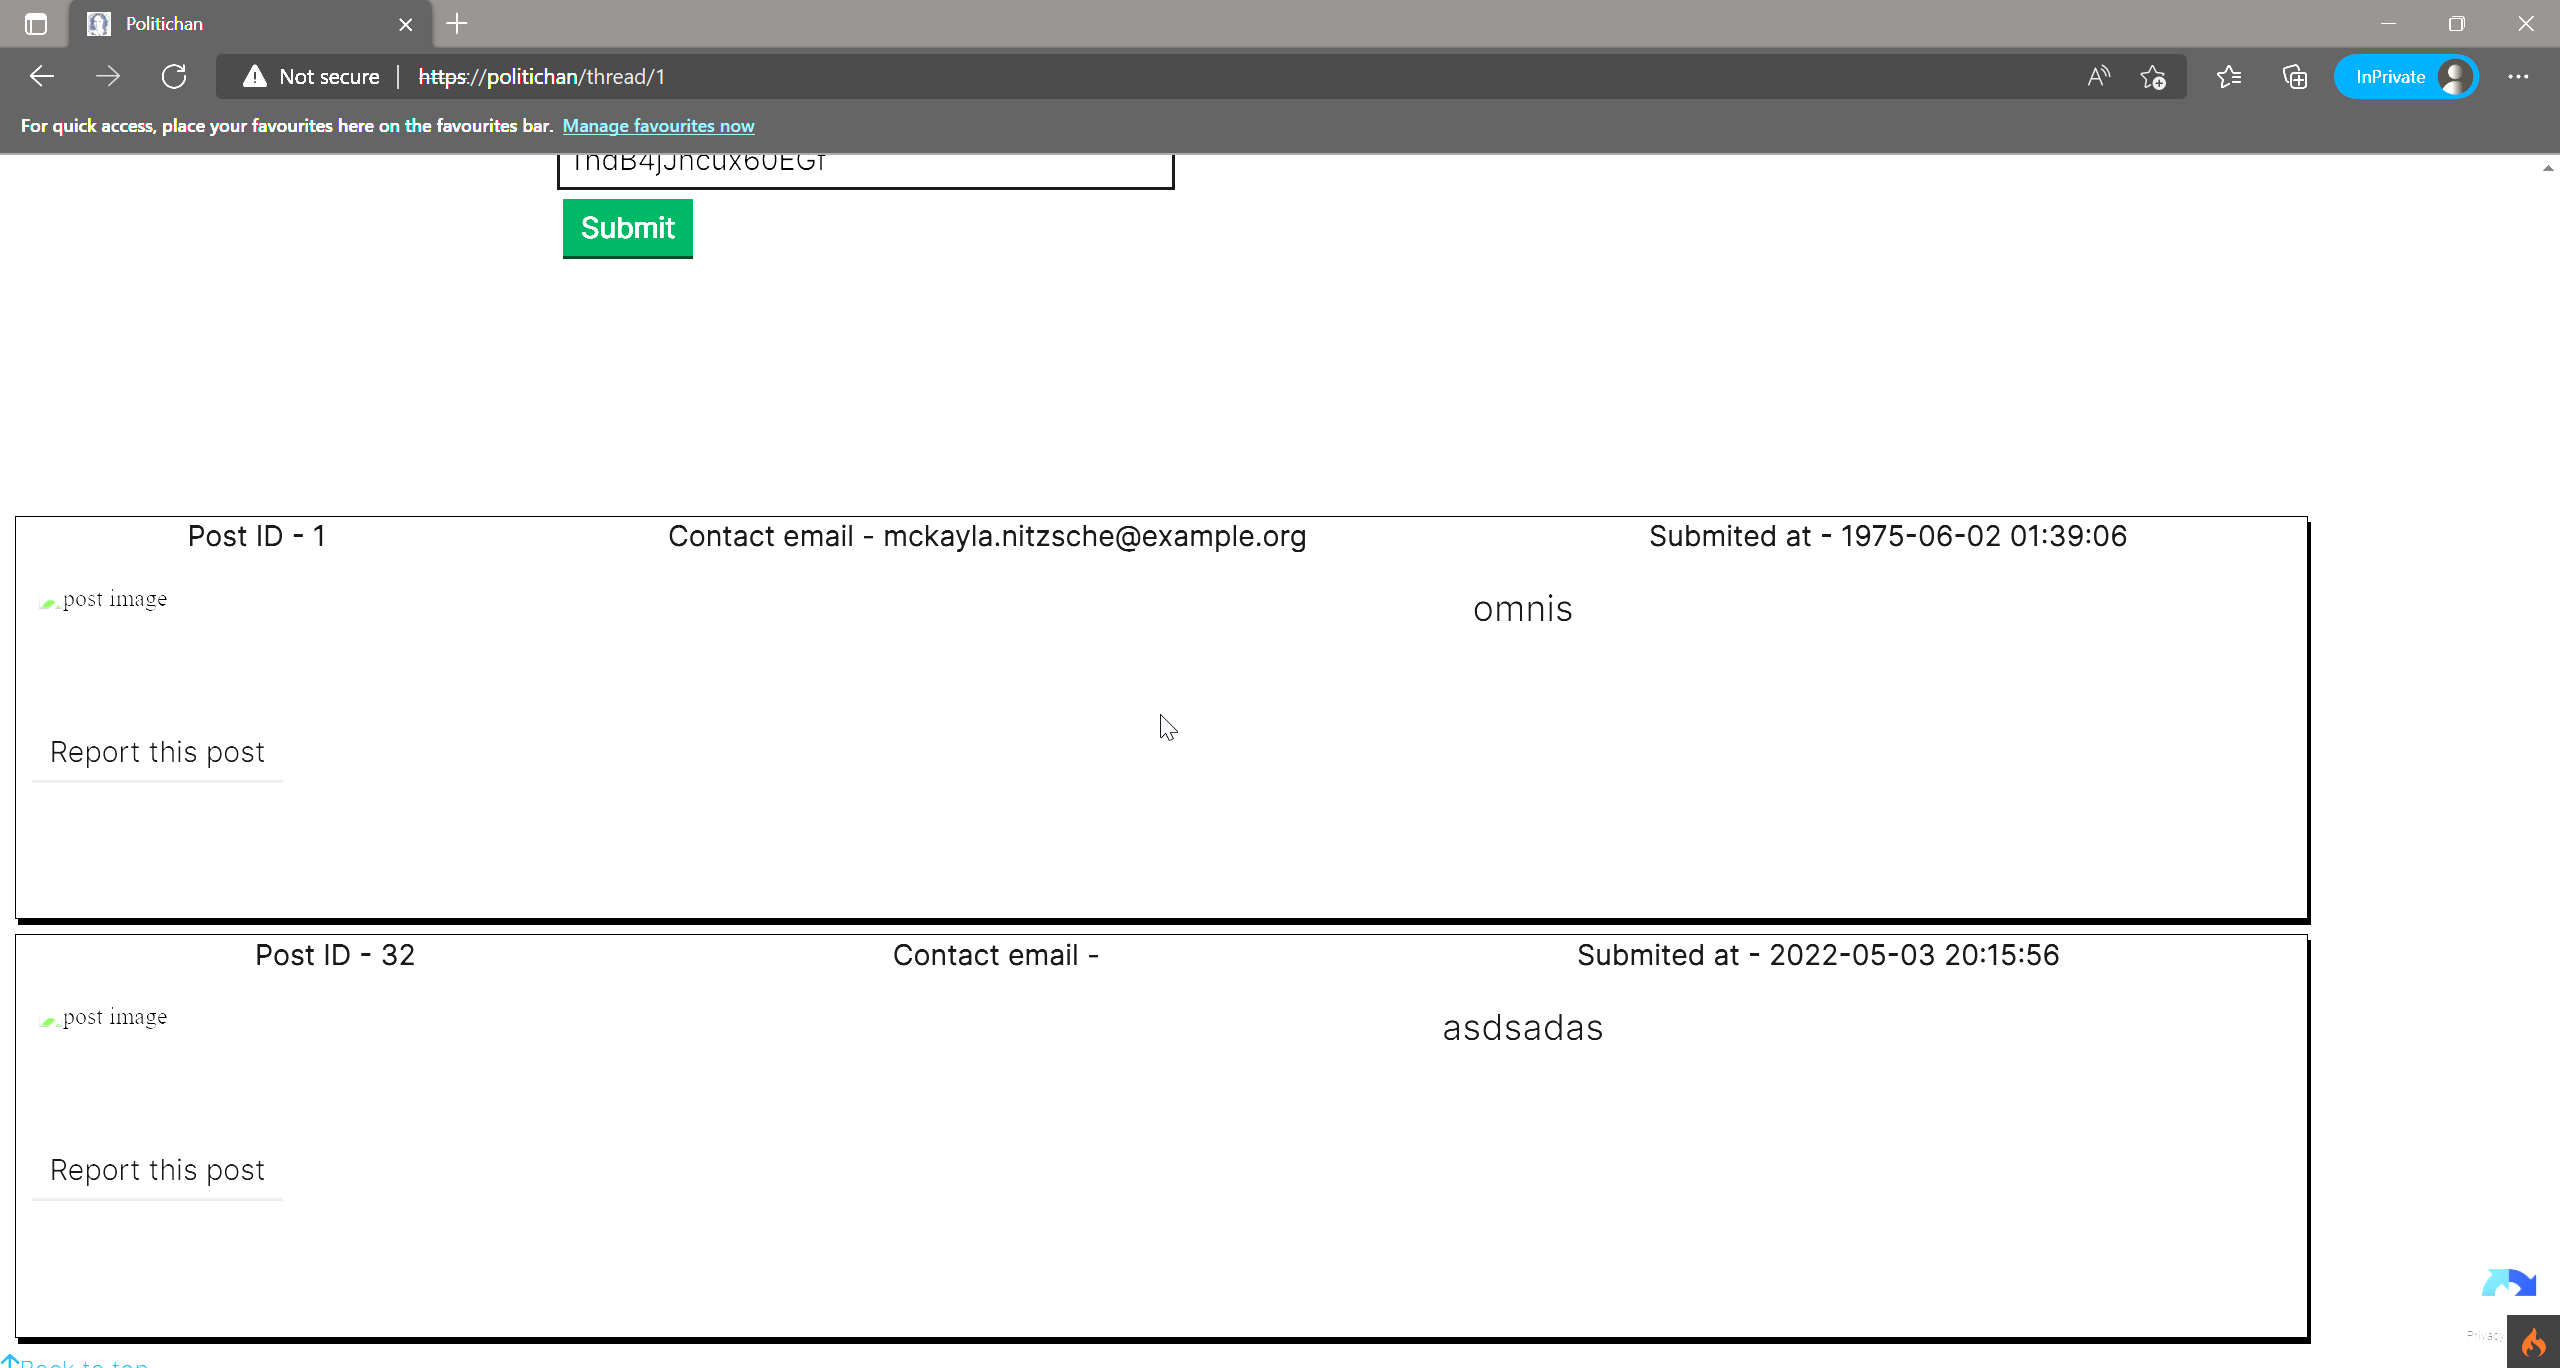 Politichan
Not secure
https://politichan/thread/1
InPrivate
For quick access, place your favourites here on the favourites bar. Manage favourites now
Submit
Post ID - 1
Contact email - mckayla.nitzsche@example.org
Submited at - 1975-06-02 01:39:06
post image
omnis
Report this post
Post ID - 32
Contact email -
Submited at - 2022-05-03 20:15:56
post image
asdsadas
Report this post
Privacy
Back to top